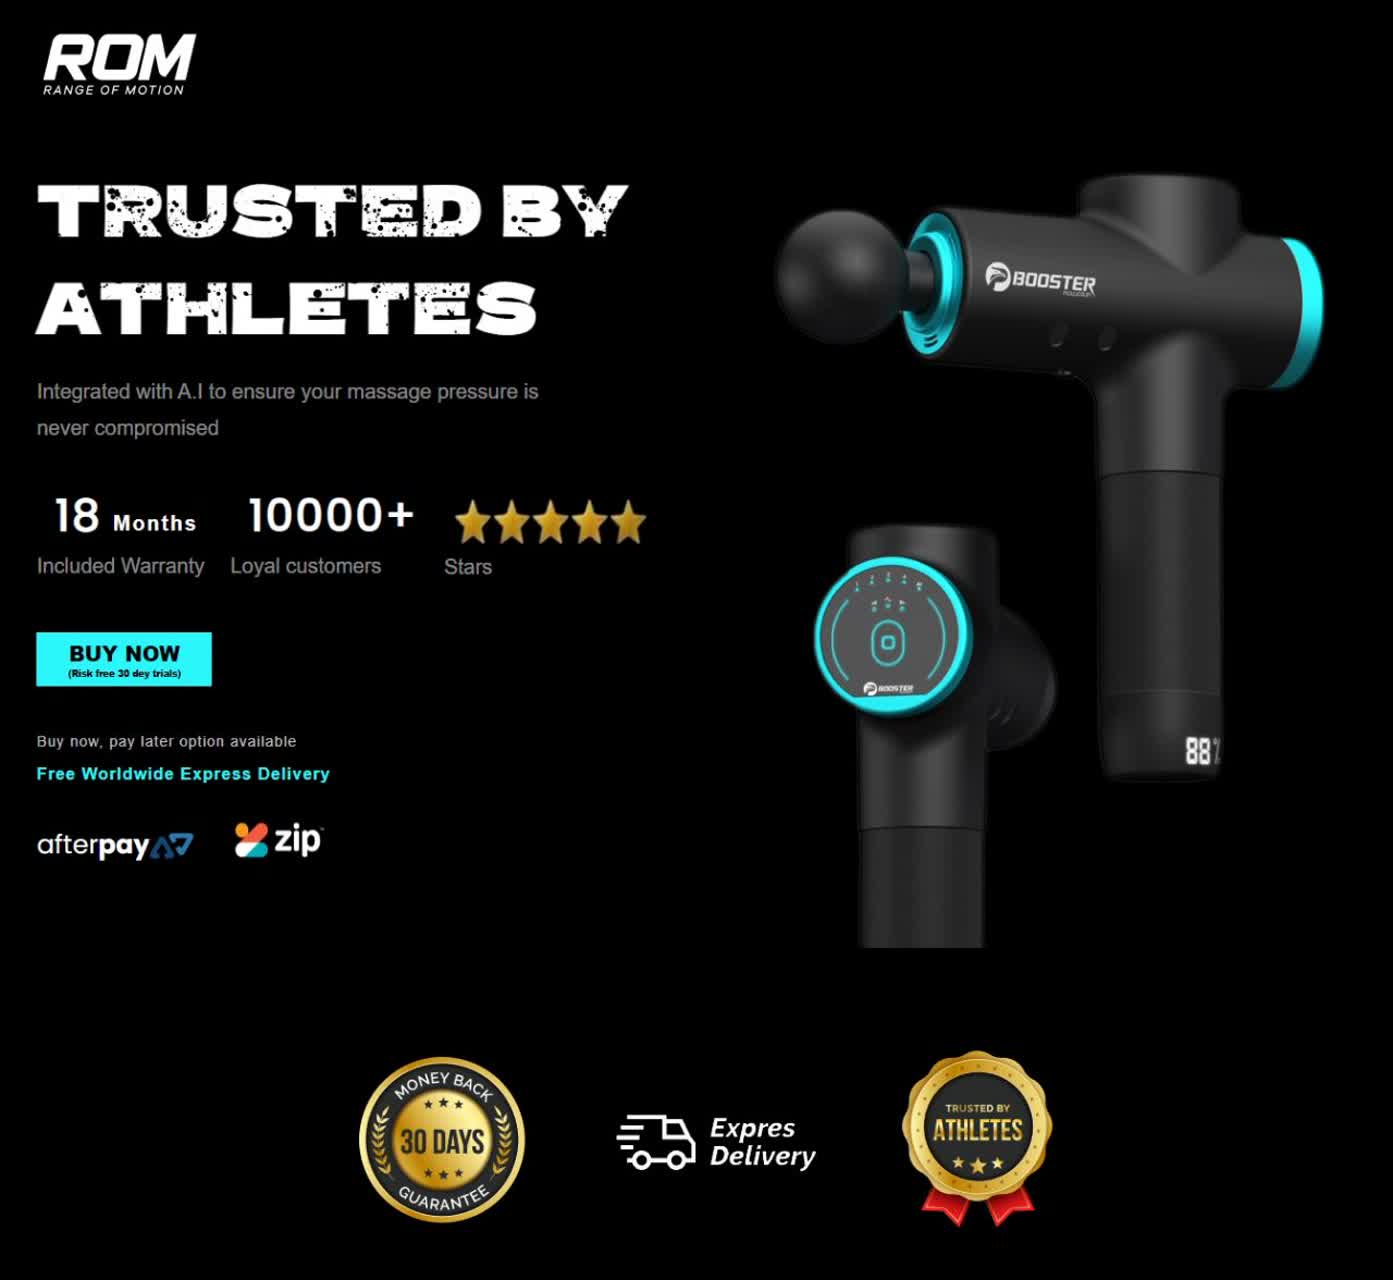 ROM
RANGE OF MOTION
TRUSTED BY
ATHLETES
Integrated with A.I to ensure your massage pressure is
never compromised
18 Months
Included Warranty
10000+
Loyal customers
Stars
BUY NOW
(Risk free 30 dey trials)
Buy now, pay later option available
Free Worldwide Express Delivery
afterpay
zip
BOOSTER
BOOSTER
88%
MONEY BACK
30 DAYS
GUARANTEE
Expres
Delivery
TRUSTED BY
ATHLETES